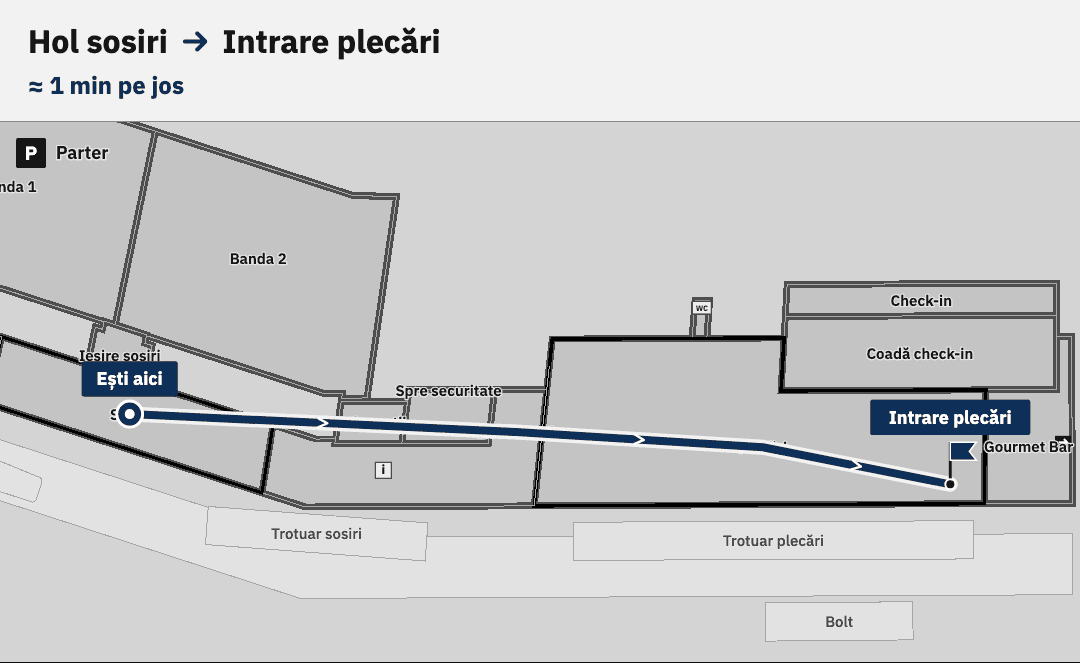 Hol sosiri → Intrare plecări
≈ 1 min pe jos
P Parter
nda 1
Banda 2
wc
Check-in
Coadă check-in
Ieșire sosiri
Ești aici
Spre securitate
S
Intrare plecări
Gourmet Bar
i
Trotuar sosiri
Trotuar plecări
Bolt